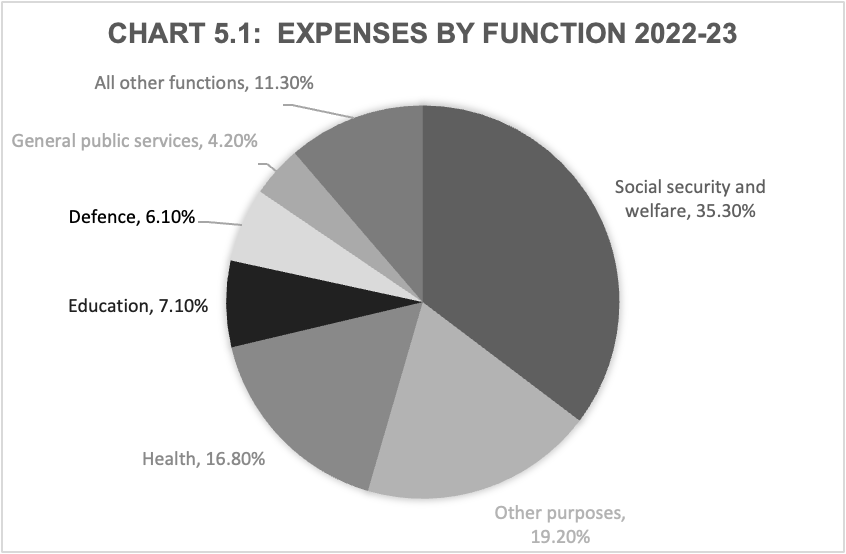 CHART 5.1:  EXPENSES BY FUNCTION 2022-23
All other functions, 11.30%
General public services, 4.20%
Defence, 6.10%
Education, 7.10%
Health, 16.80%
Social security and
welfare, 35.30%
Other purposes,
19.20%